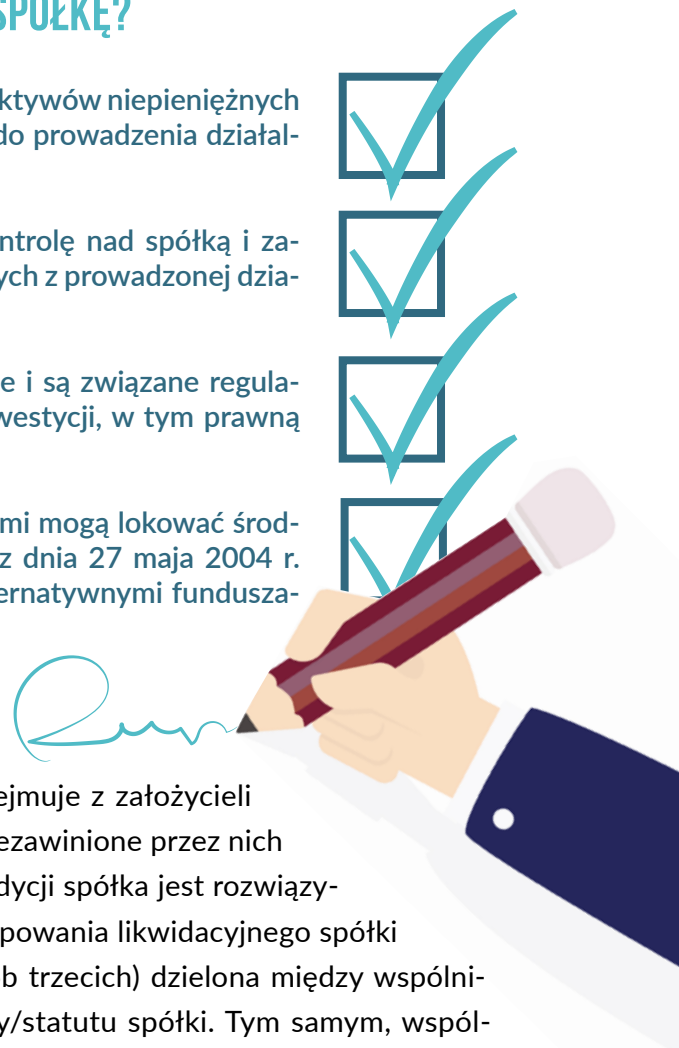 SPÓŁKĘ?
ktywów niepieniężnych
do prowadzenia działal-
ntrolę nad spółką i za-
ych z prowadzonej dzia-
e i są związane regula-
westycji, w tym prawną
mi mogą lokować środ-
z dnia 27 maja 2004 r.
ernatywnymi fundusza-
ejmuje z założycieli
ezawinione przez nich
dycji spółka jest rozwiązy-
powania likwidacyjnego spółki
b trzecich) dzielona między wspólni-
y/statutu spółki. Tym samym, wspól-